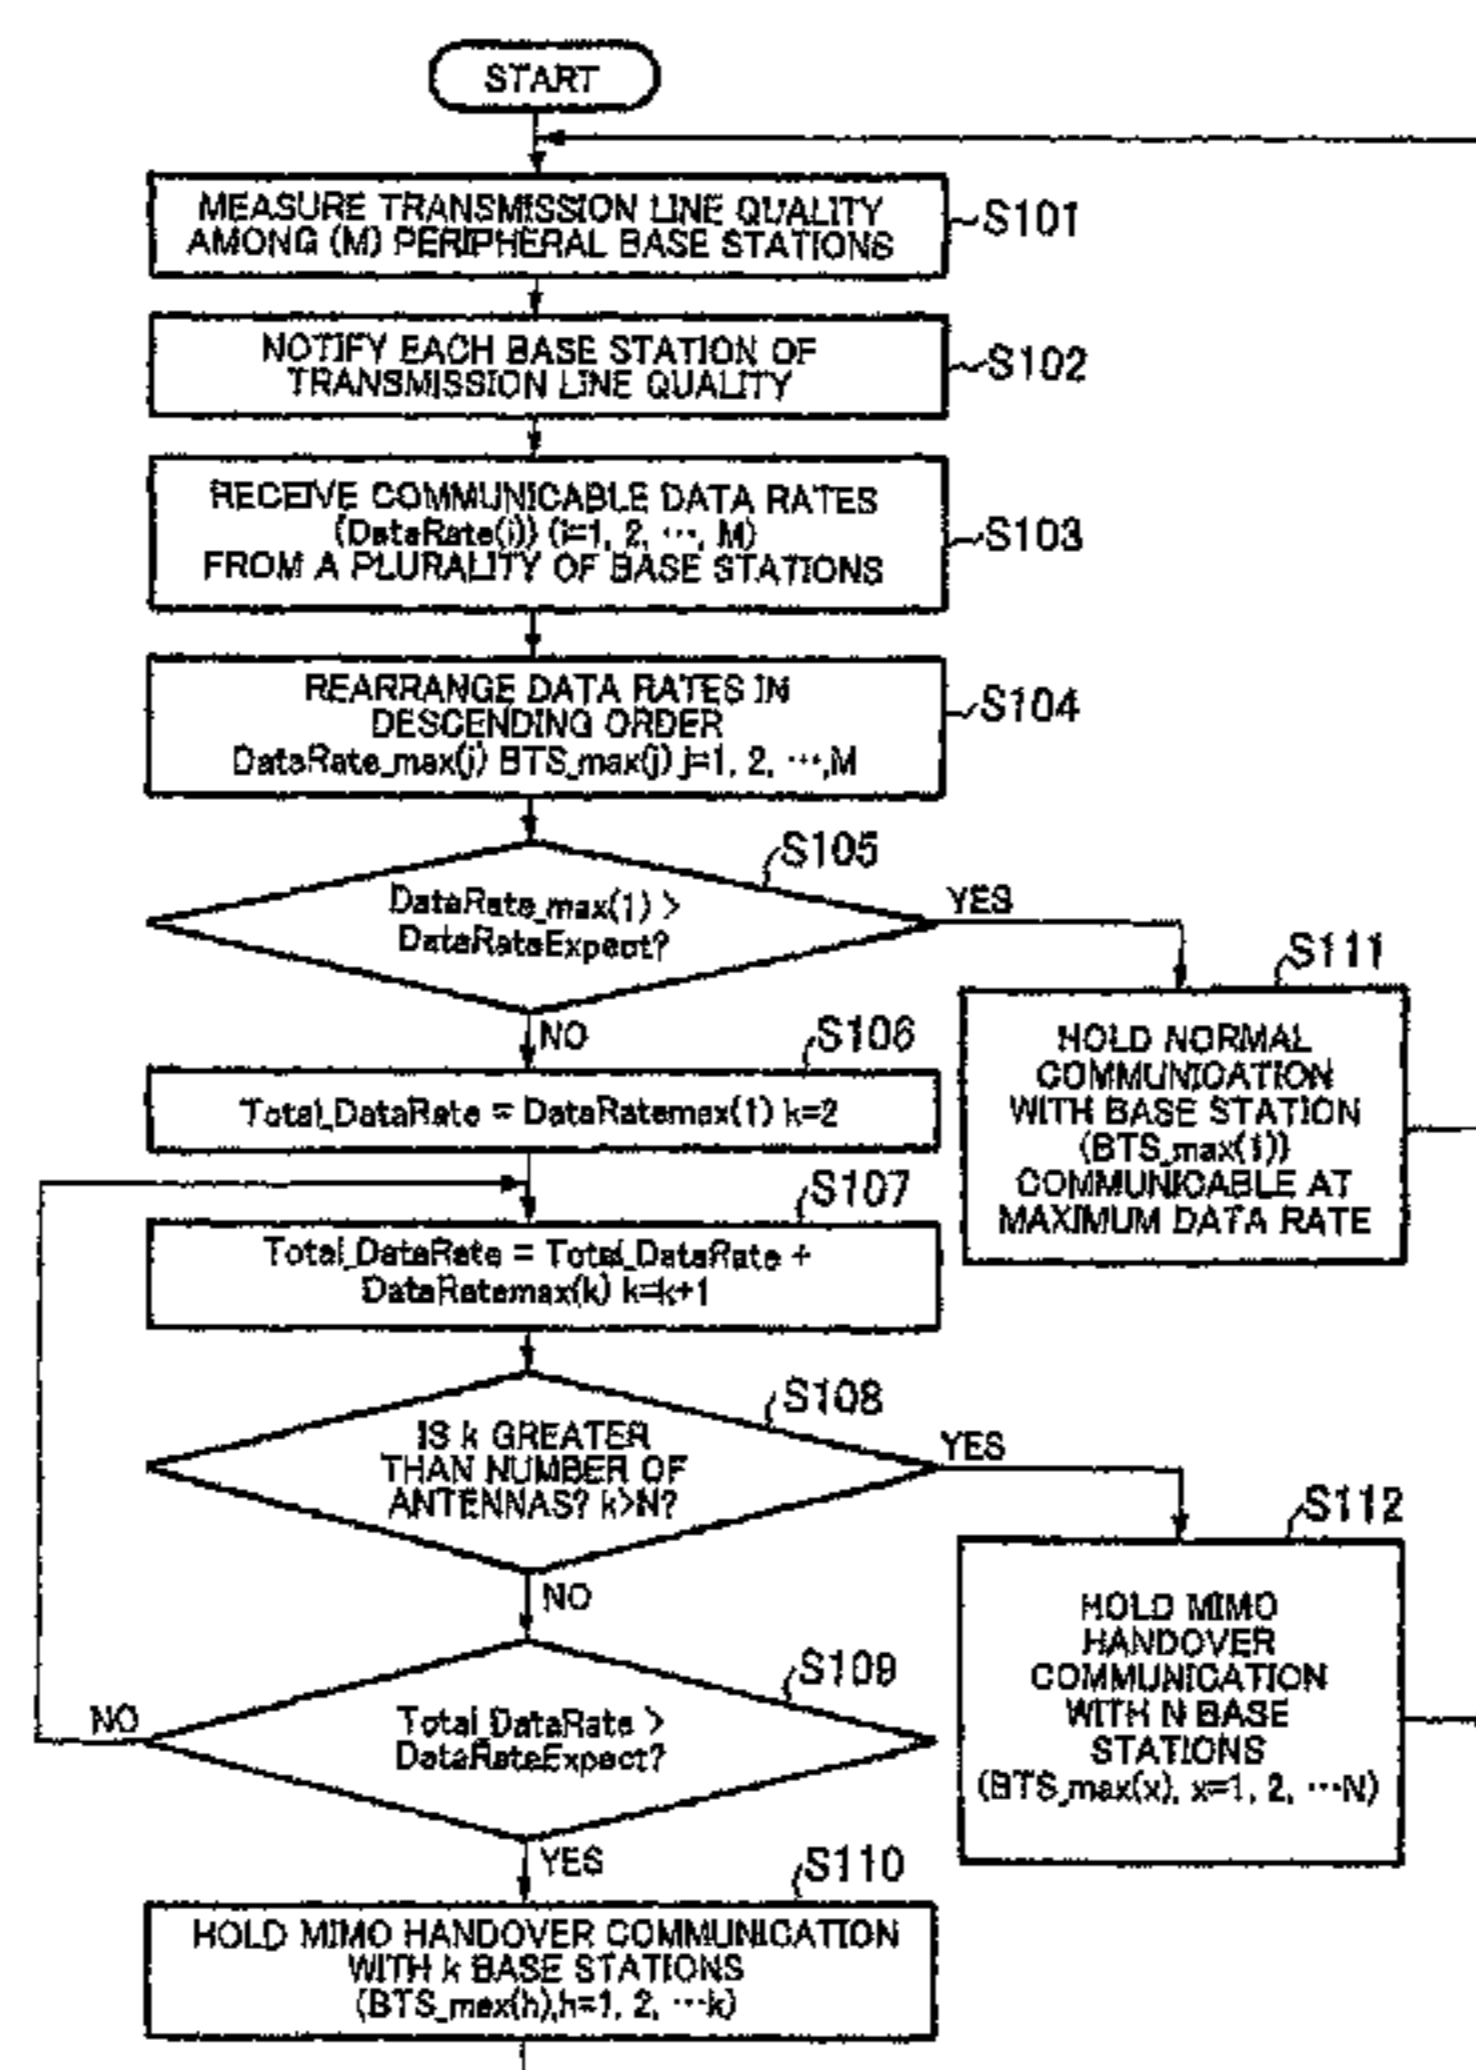 START
MEASURE TRANSMISSION LINE QUALITY
AMONG (M) PERIPHERAL BASE STATIONS
S101
NOTIFY EACH BASE STATION OF
TRANSMISSION LINE QUALITY
S102
RECEIVE COMMUNICABLE DATA RATES
(DataRate(i)) (i=1, 2, ···, M)
FROM A PLURALITY OF BASE STATIONS
S103
REARRANGE DATA RATES IN
DESCENDING ORDER
DataRate_max(j) BTS_max(j) j=1, 2, ···,M
S104
S105
DataRate_max(1) >
DataRateExpect?
YES
NO
S111
HOLD NORMAL
COMMUNICATION
WITH BASE STATION
(BTS_max(1))
COMMUNICABLE AT
MAXIMUM DATA RATE
S106
Total_DataRate = DataRatemax(1) k=2
S107
Total_DataRate = Total_DataRate +
DataRatemax(k) k=k+1
S108
IS k GREATER
THAN NUMBER OF
ANTENNAS? k>N?
YES
NO
S112
HOLD MIMO
HANDOVER
COMMUNICATION
WITH N BASE
STATIONS
(BTS_max(x), x=1, 2, ···N)
S109
Total_DataRate >
DataRateExpect?
NO
YES
S110
HOLD MIMO HANDOVER COMMUNICATION
WITH k BASE STATIONS
(BTS_max(h),h=1, 2, ···k)